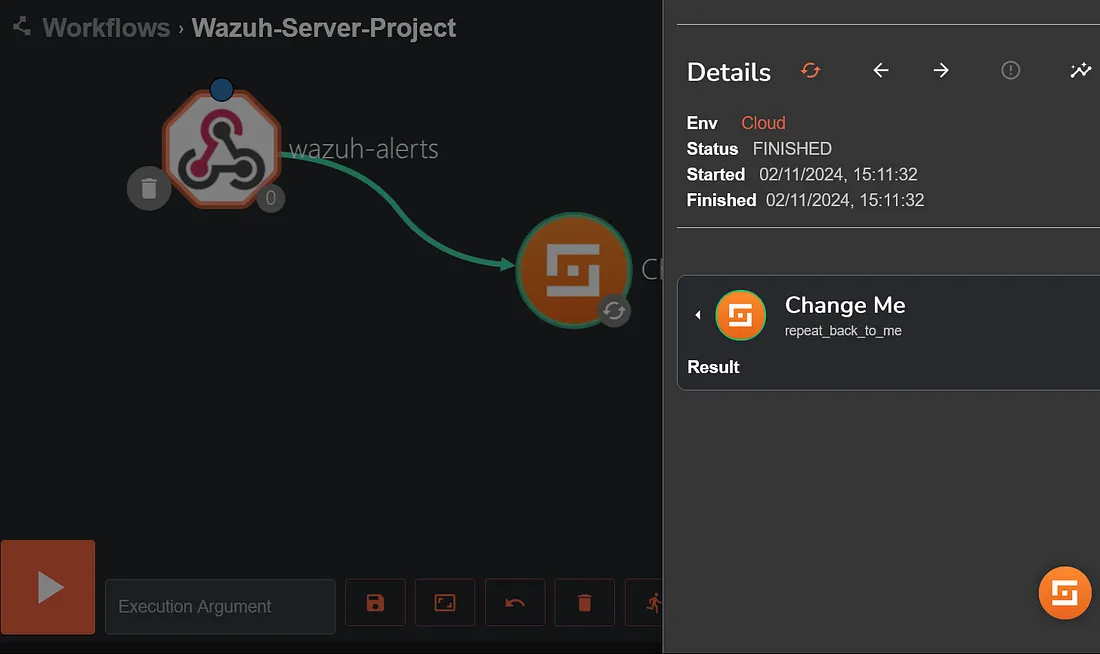 Workflows › Wazuh-Server-Project
wazuh-alerts
0
Execution Argument
Details
Env Cloud
Status FINISHED
Started 02/11/2024, 15:11:32
Finished 02/11/2024, 15:11:32
Change Me
repeat_back_to_me
Result